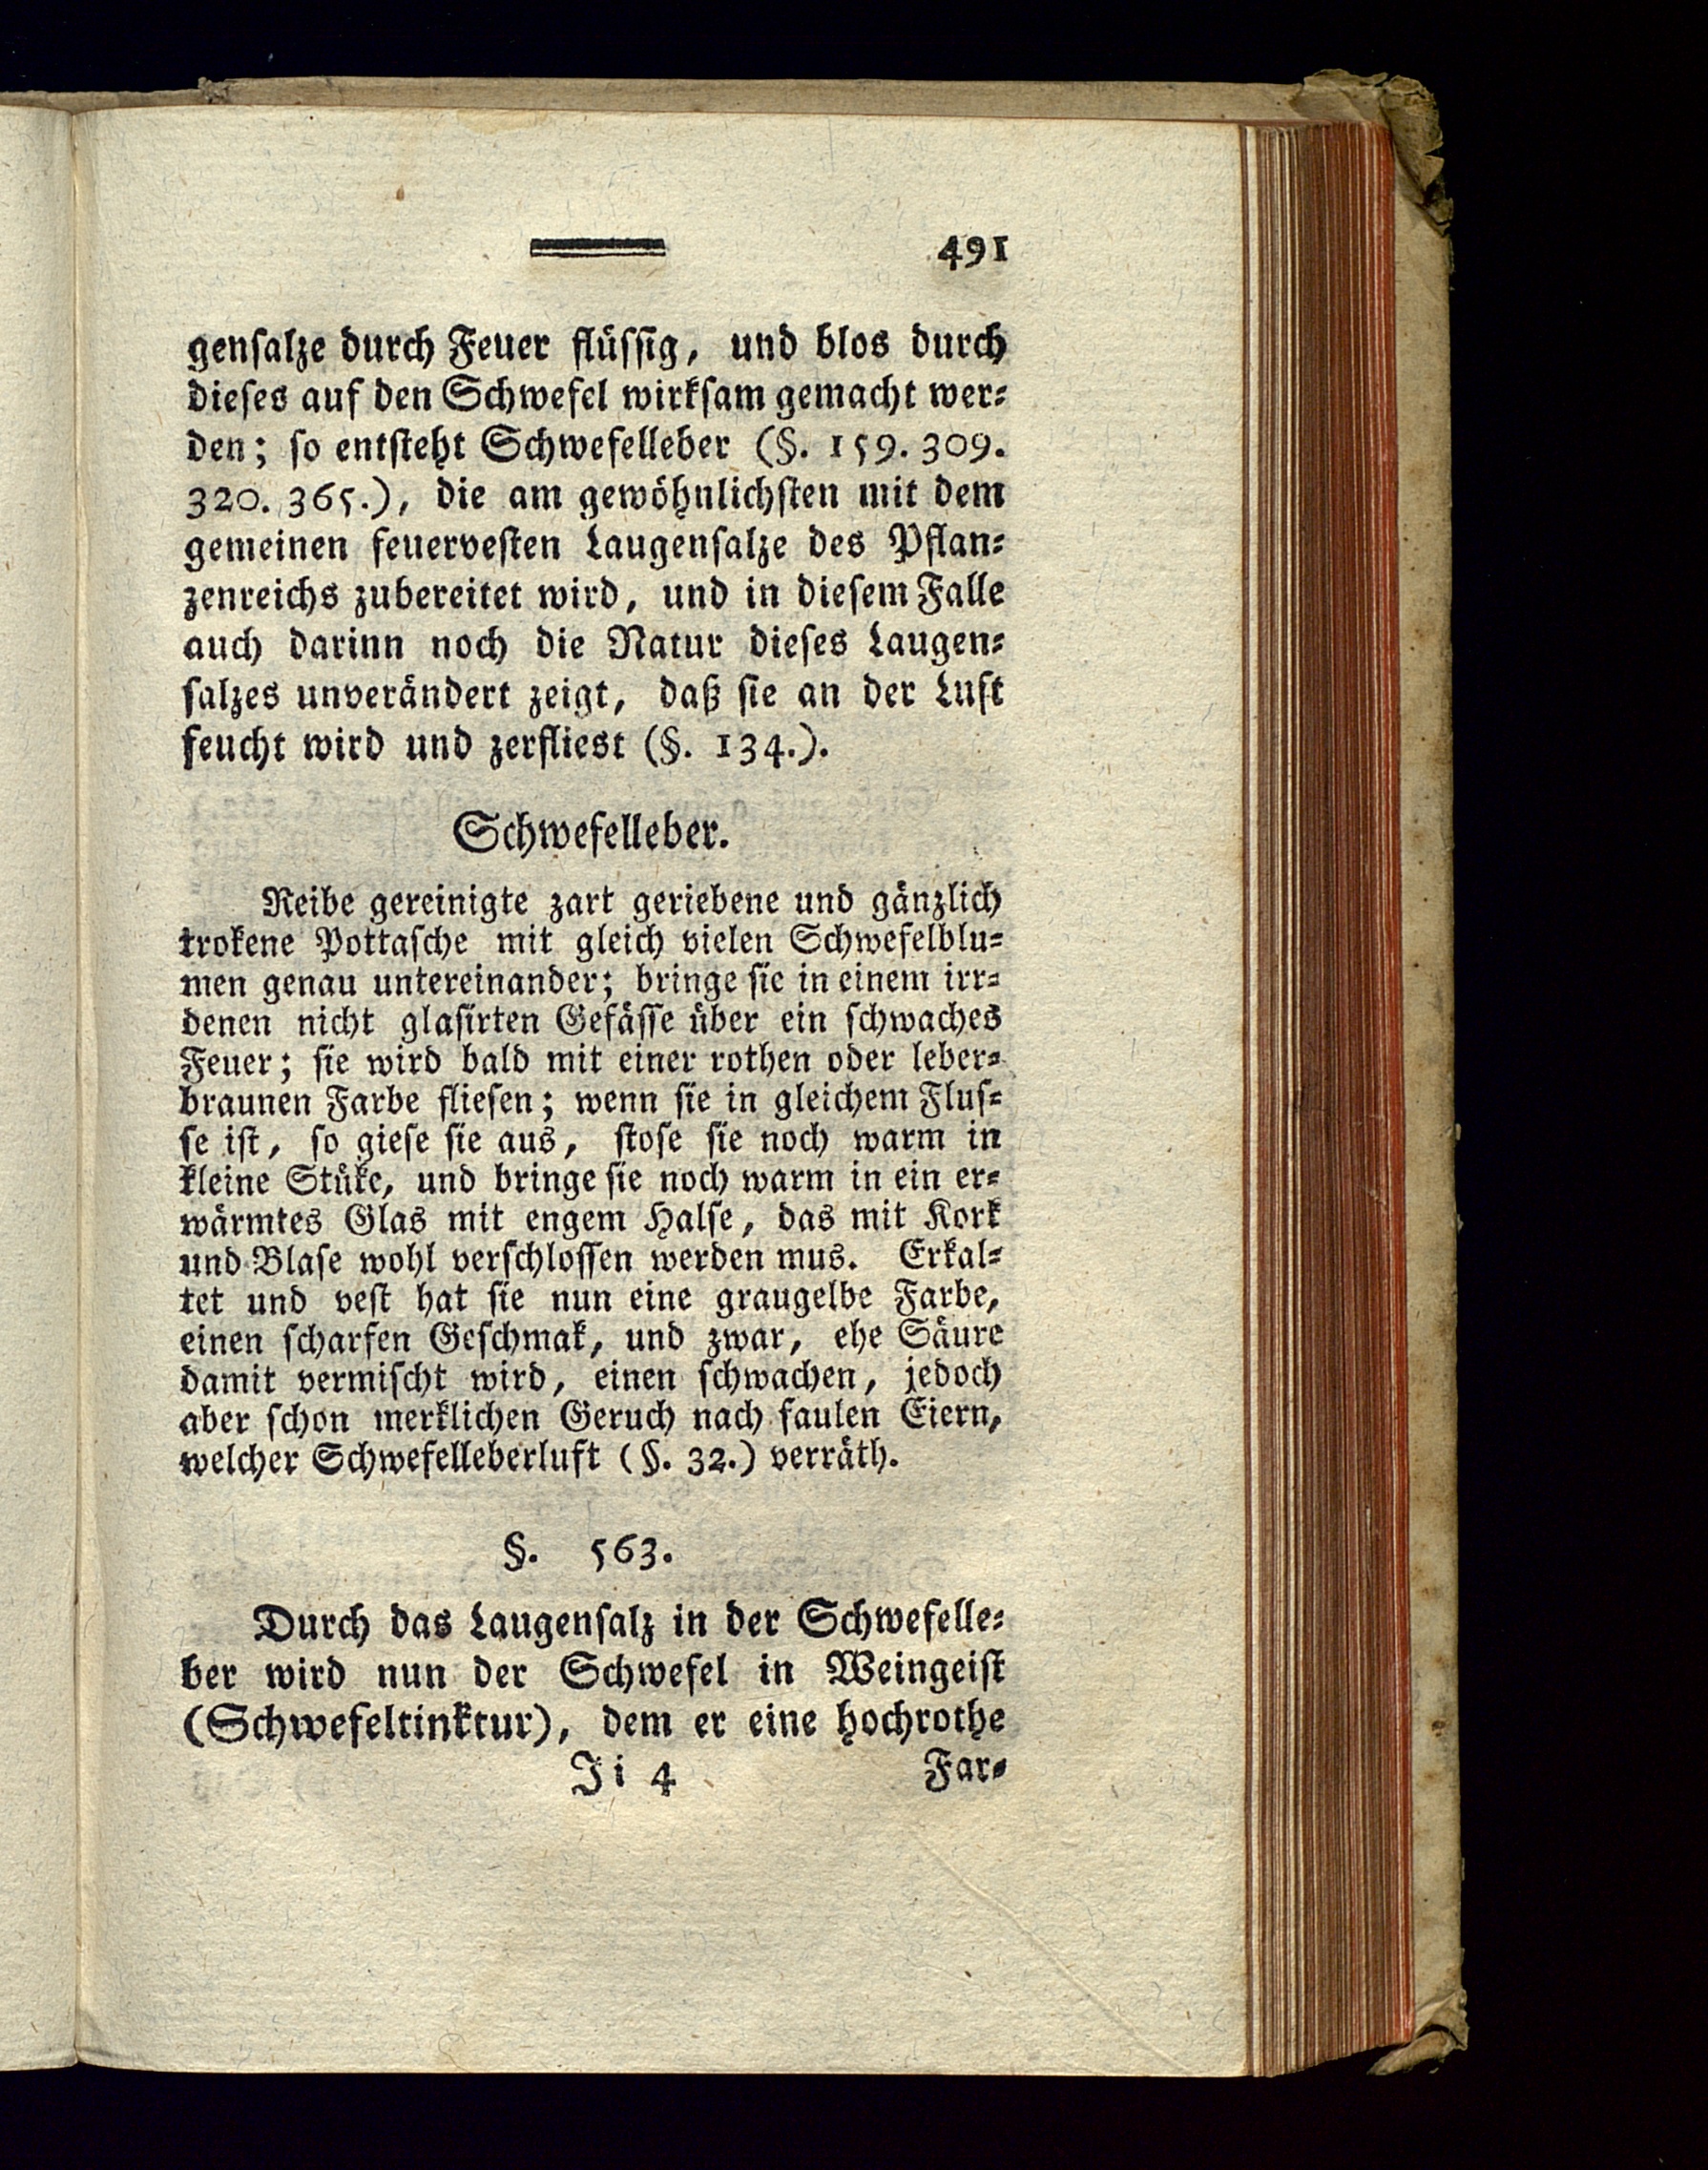 491
genſalze durch Feuer flüſſig, und blos durch
dieſes auf den Schwefel wirkſam gemacht wer⸗
den; ſo entſteht Schwefelleber (§. 159. 309.
320. 365.), die am gewöhnlichſten mit dem
gemeinen feuerveſten Laugenſalze des Pflan⸗
zenreichs zubereitet wird, und in dieſem Falle
auch darinn noch die Natur dieſes Laugen⸗
ſalzes unverändert zeigt, daß ſie an der Luft
feucht wird und zerflieſt (§. 134.).
Schwefelleber.
Reibe gereinigte zart geriebene und gänzlich
trokene Pottaſche mit gleich vielen Schwefelblu⸗
men genau untereinander; bringe ſie in einem irr⸗
denen nicht glaſirten Gefäſſe über ein ſchwaches
Feuer; ſie wird bald mit einer rothen oder leber⸗
braunen Farbe flieſen; wenn ſie in gleichem Fluſ⸗
ſe iſt, ſo gieſe ſie aus, ſtoſe ſie noch warm in
kleine Stüke, und bringe ſie noch warm in ein er⸗
wärmtes Glas mit engem Halſe, das mit Kork
und Blaſe wohl verſchloſſen werden mus. Erkal⸗
tet und veſt hat ſie nun eine graugelbe Farbe,
einen ſcharfen Geſchmak, und zwar, ehe Säure
damit vermiſcht wird, einen ſchwachen, jedoch
aber ſchon merklichen Geruch nach faulen Eiern,
welcher Schwefelleberluft (§. 32.) verräth.
§. 563.
Durch das Laugenſalz in der Schwefelle⸗
ber wird nun der Schwefel in Weingeiſt
(Schwefeltinktur), dem er eine hochrothe
Ji 4 Far⸗